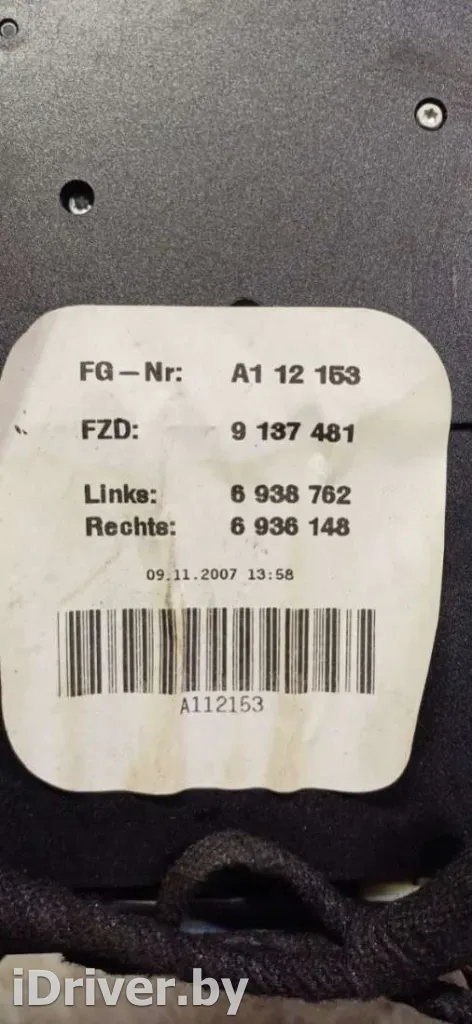 FG-Nr: A1 12 153
FZD: 9 137 481
Links: 6 938 762
Rechts: 6 936 148
09.11.2007 13:58
A112153
iDriver.by